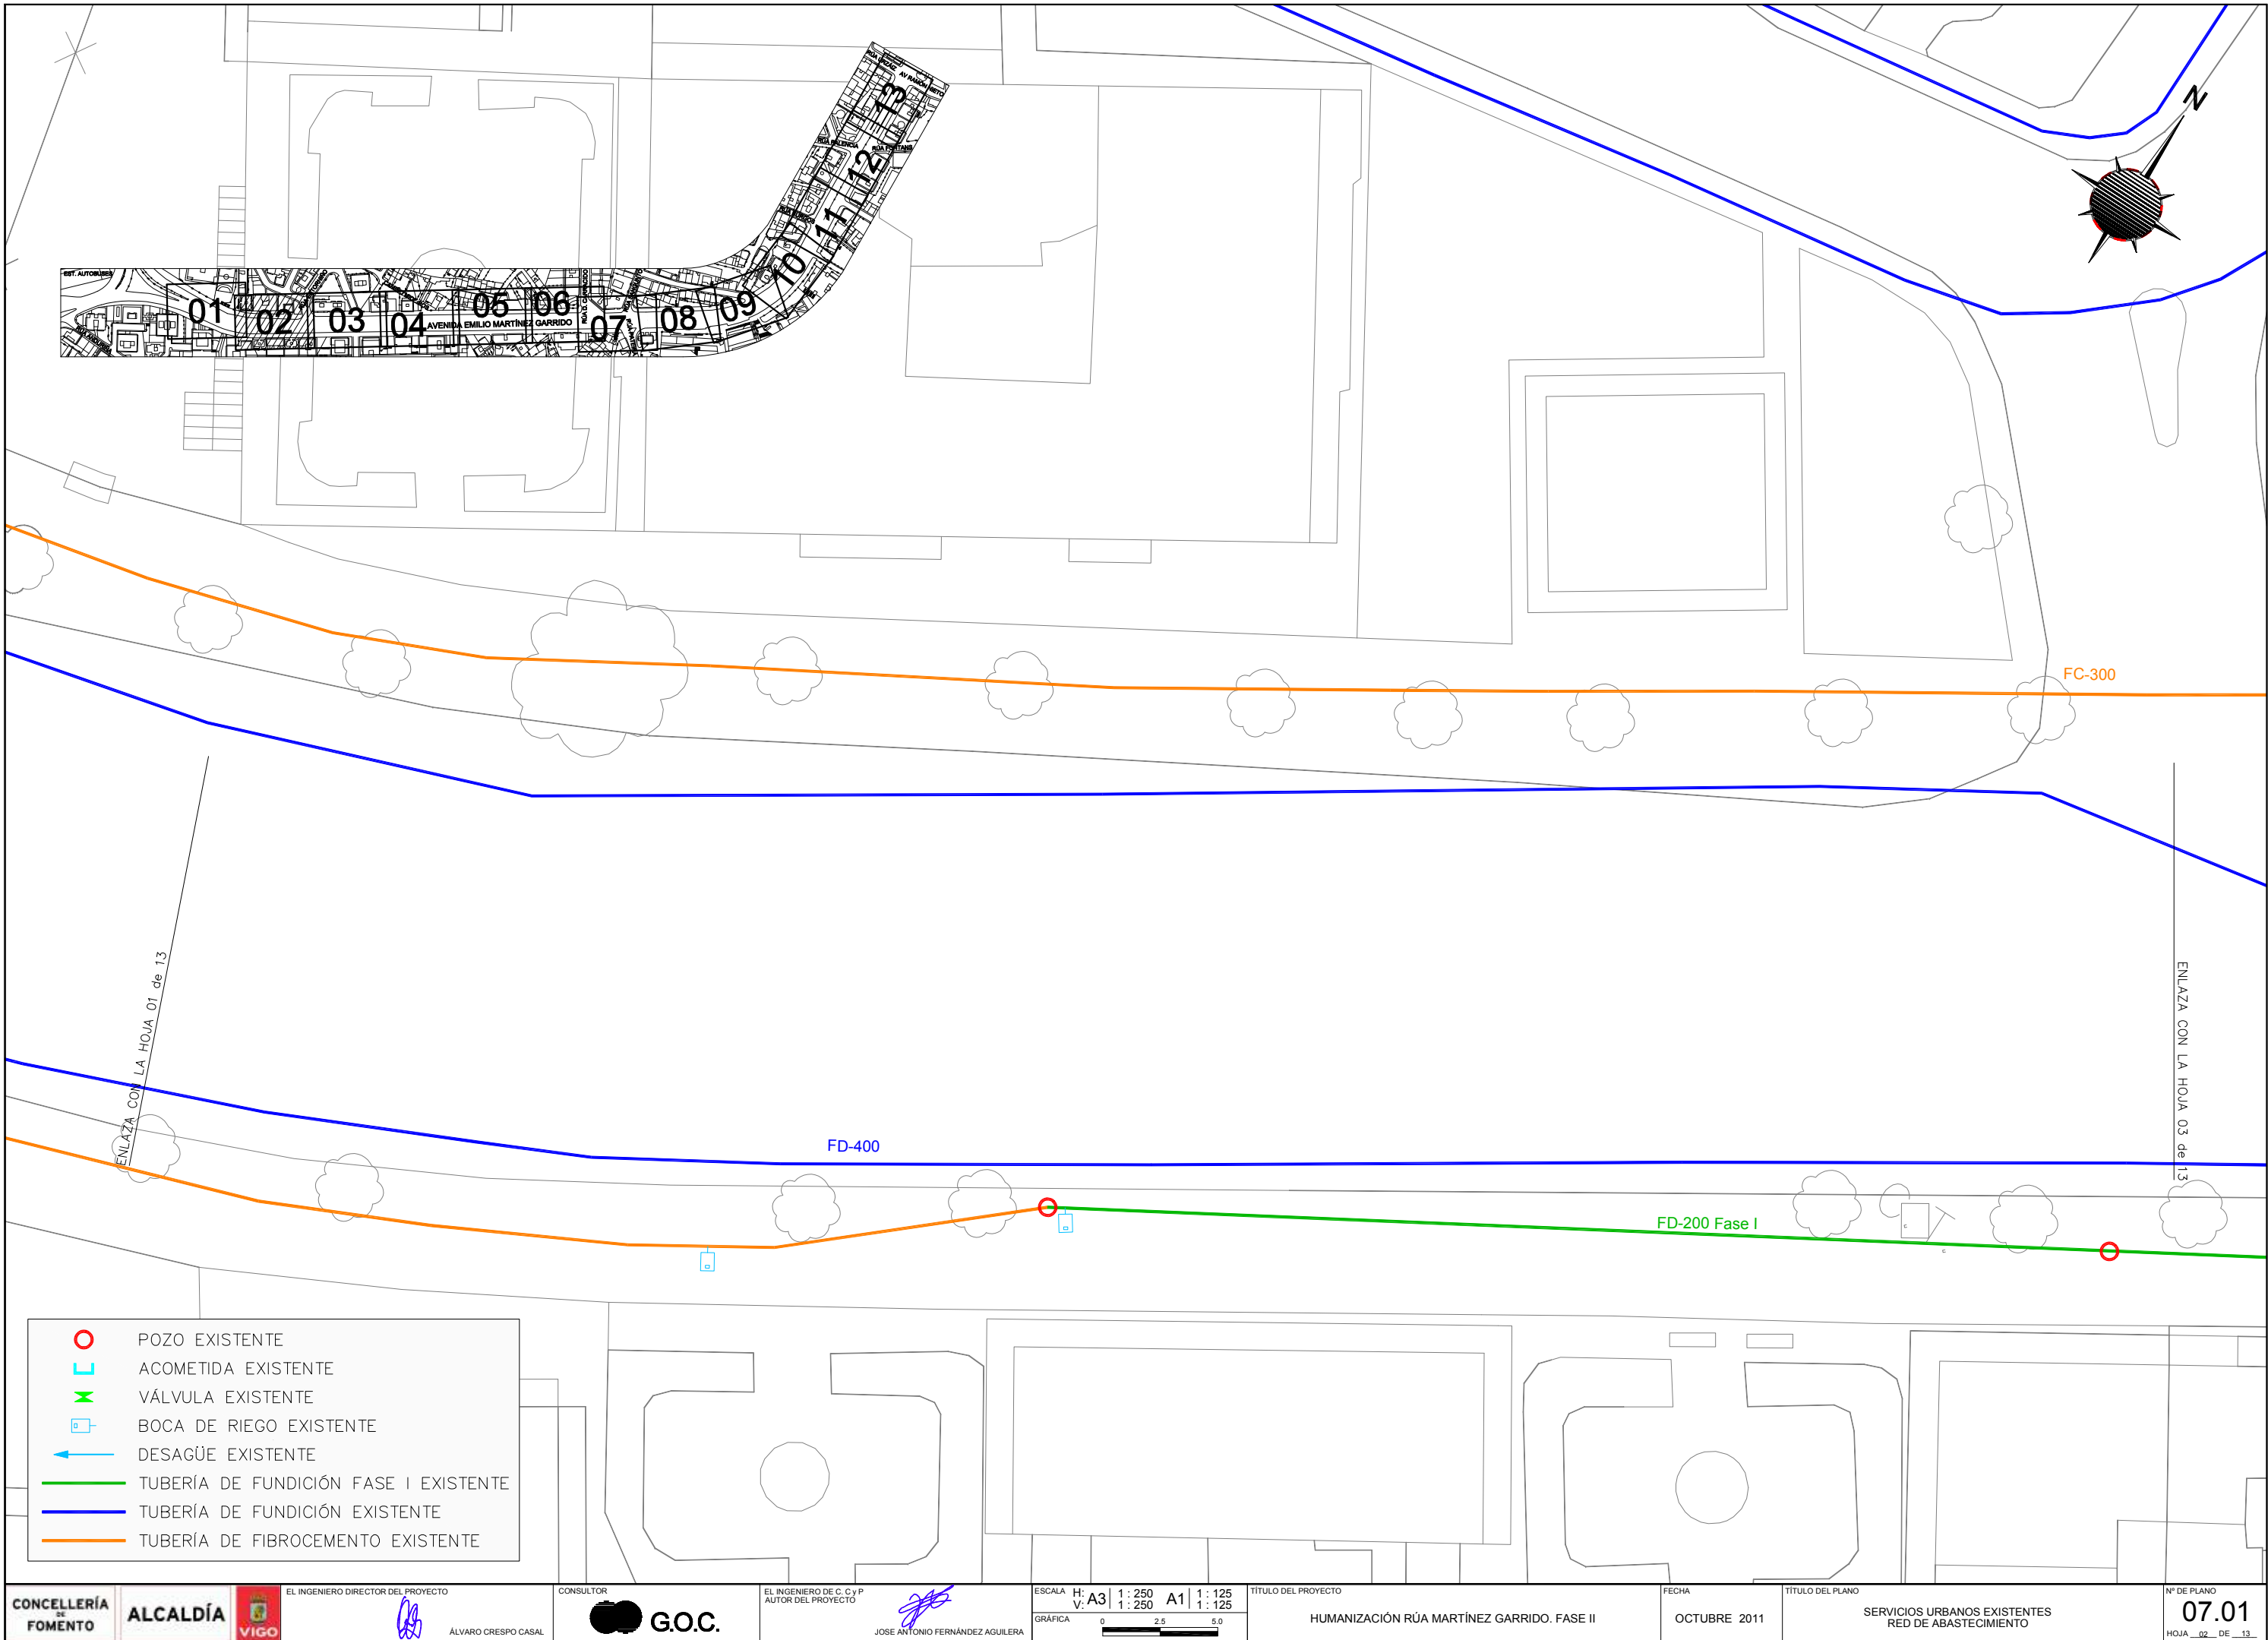 N
RÚA URZAIZ
AV RAMÓN NIETO
13
RÚA PALENCIA
12
11
10
EST. AUTOBUSES
01
02
03
04
05
06
07
08
09
AVENIDA EMILIO MARTÍNEZ GARRIDO
FC-300
ENLAZA CON LA HOJA 01 de 13
ENLAZA CON LA HOJA 03 de 13
FD-400
FD-200 Fase I
POZO EXISTENTE
ACOMETIDA EXISTENTE
VÁLVULA EXISTENTE
BOCA DE RIEGO EXISTENTE
DESAGÜE EXISTENTE
TUBERÍA DE FUNDICIÓN FASE I EXISTENTE
TUBERÍA DE FUNDICIÓN EXISTENTE
TUBERÍA DE FIBROCEMENTO EXISTENTE
CONCELLERÍA
DE
FOMENTO
ALCALDÍA
VIGO
EL INGENIERO DIRECTOR DEL PROYECTO
ÁLVARO CRESPO CASAL
CONSULTOR
G.O.C.
EL INGENIERO DE C. C y P
AUTOR DEL PROYECTO
JOSE ANTONIO FERNÁNDEZ AGUILERA
ESCALA H: A3 1 : 250 A1 1 : 125
V: 1 : 250 1 : 125
GRÁFICA 0 2.5 5.0
TÍTULO DEL PROYECTO
HUMANIZACIÓN RÚA MARTÍNEZ GARRIDO. FASE II
FECHA
OCTUBRE 2011
TÍTULO DEL PLANO
SERVICIOS URBANOS EXISTENTES
RED DE ABASTECIMIENTO
Nº DE PLANO
07.01
HOJA 02 DE 13